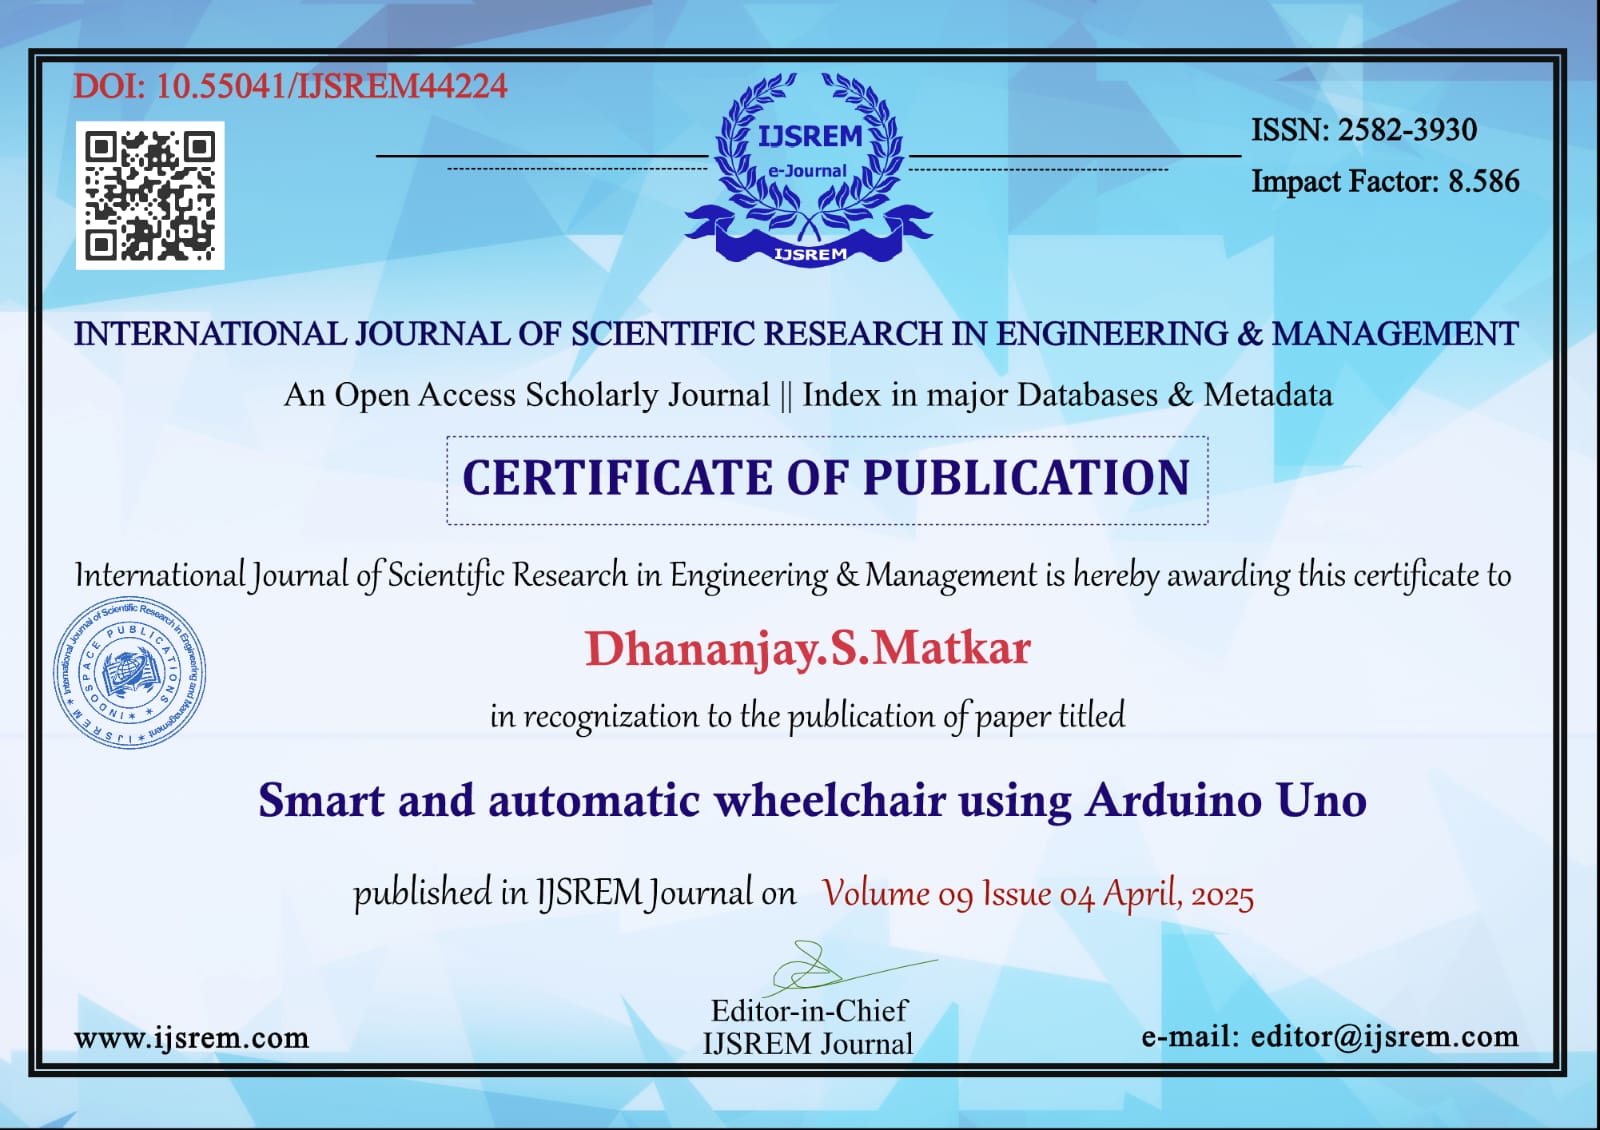 DOI: 10.55041/IJSREM44224
IJSREM
e-Journal
IJSREM
ISSN: 2582-3930
Impact Factor: 8.586
INTERNATIONAL JOURNAL OF SCIENTIFIC RESEARCH IN ENGINEERING & MANAGEMENT
An Open Access Scholarly Journal || Index in major Databases & Metadata
CERTIFICATE OF PUBLICATION
International Journal of Scientific Research in Engineering & Management is hereby awarding this certificate to
International Journal of Scientific Research in Engineering and Management * IJSREM *
INDOSPACE PUBLICATIONS * *
Dhananjay.S.Matkar
in recognization to the publication of paper titled
Smart and automatic wheelchair using Arduino Uno
published in IJSREM Journal on Volume 09 Issue 04 April, 2025
Editor-in-Chief
IJSREM Journal
www.ijsrem.com
e-mail: editor@ijsrem.com